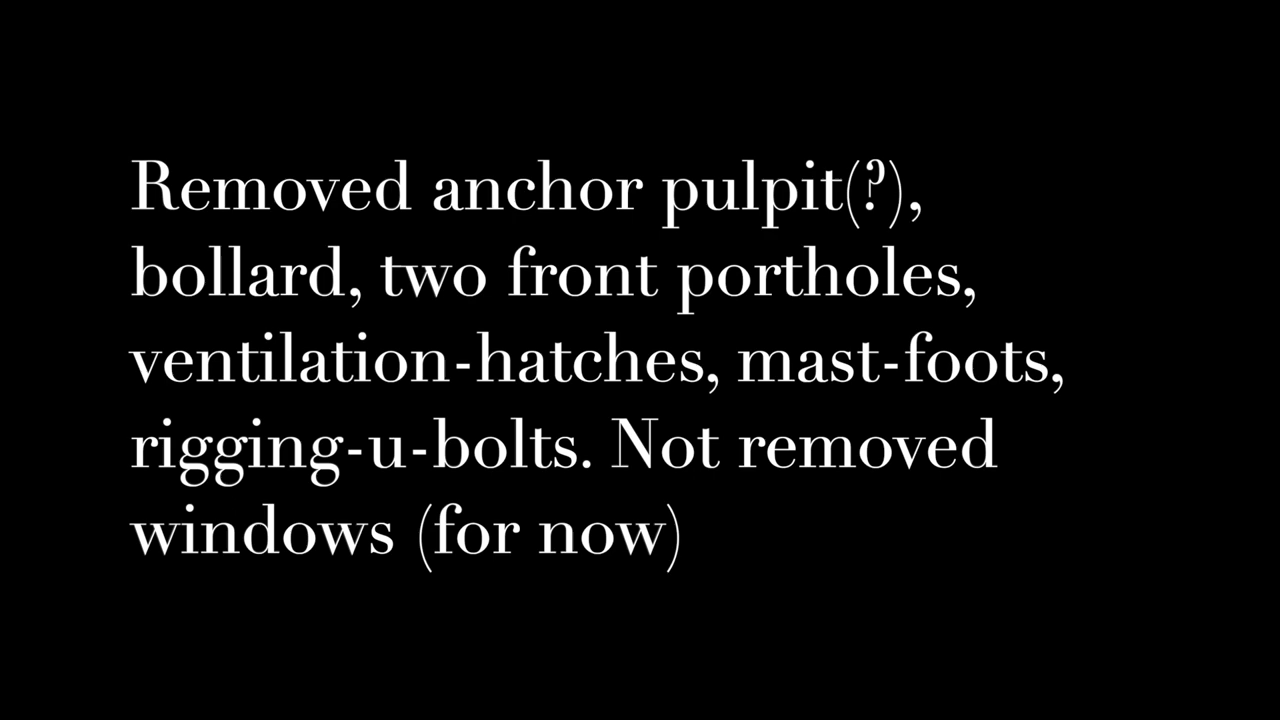 Removed anchor pulpit(?),
bollard, two front portholes,
ventilation-hatches, mast-foots,
rigging-u-bolts. Not removed
windows (for now)